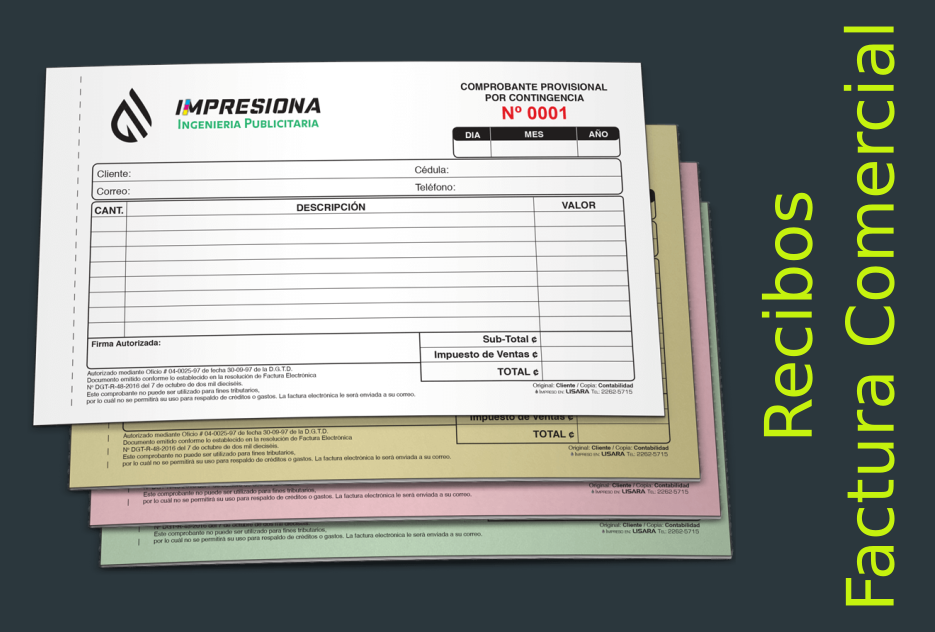 IMPRESIONA
INGENIERIA PUBLICITARIA
COMPROBANTE PROVISIONAL
POR CONTINGENCIA
Nº 0001
DIA MES AÑO
Cliente: Cédula:
Correo: Teléfono:
CANT. DESCRIPCIÓN VALOR
Firma Autorizada:
Sub-Total ¢
Impuesto de Ventas ¢
TOTAL ¢
Autorizado mediante Oficio # 04-0025-97 de fecha 30-09-97 de la D.G.T.D.
Documento emitido conforme lo establecido en la resolución de Factura Electrónica
Nº DGT-R-48-2016 del 7 de octubre de dos mil dieciséis.
Este comprobante no puede ser utilizado para fines tributarios,
por lo cuál no se permitirá su uso para respaldo de créditos o gastos. La factura electrónica le será enviada a su correo.
Original: Cliente / Copia: Contabilidad
IMPRESO EN: LISARA TEL: 2262-5715
Impuesto de Ventas ¢
TOTAL ¢
Autorizado mediante Oficio # 04-0025-97 de fecha 30-09-97 de la D.G.T.D.
Documento emitido conforme lo establecido en la resolución de Factura Electrónica
Nº DGT-R-48-2016 del 7 de octubre de dos mil dieciséis.
Este comprobante no puede ser utilizado para fines tributarios,
por lo cuál no se permitirá su uso para respaldo de créditos o gastos. La factura electrónica le será enviada a su correo.
Original: Cliente / Copia: Contabilidad
IMPRESO EN: LISARA TEL: 2262-5715
Este comprobante no puede ser utilizado para fines tributarios,
por lo cuál no se permitirá su uso para respaldo de créditos o gastos. La factura electrónica le será enviada a su correo.
Original: Cliente / Copia: Contabilidad
IMPRESO EN: LISARA TEL: 2262-5715
Este comprobante no puede ser utilizado para fines tributarios,
por lo cuál no se permitirá su uso para respaldo de créditos o gastos. La factura electrónica le será enviada a su correo.
Original: Cliente / Copia: Contabilidad
IMPRESO EN: LISARA TEL: 2262-5715
Recibos
Factura Comercial